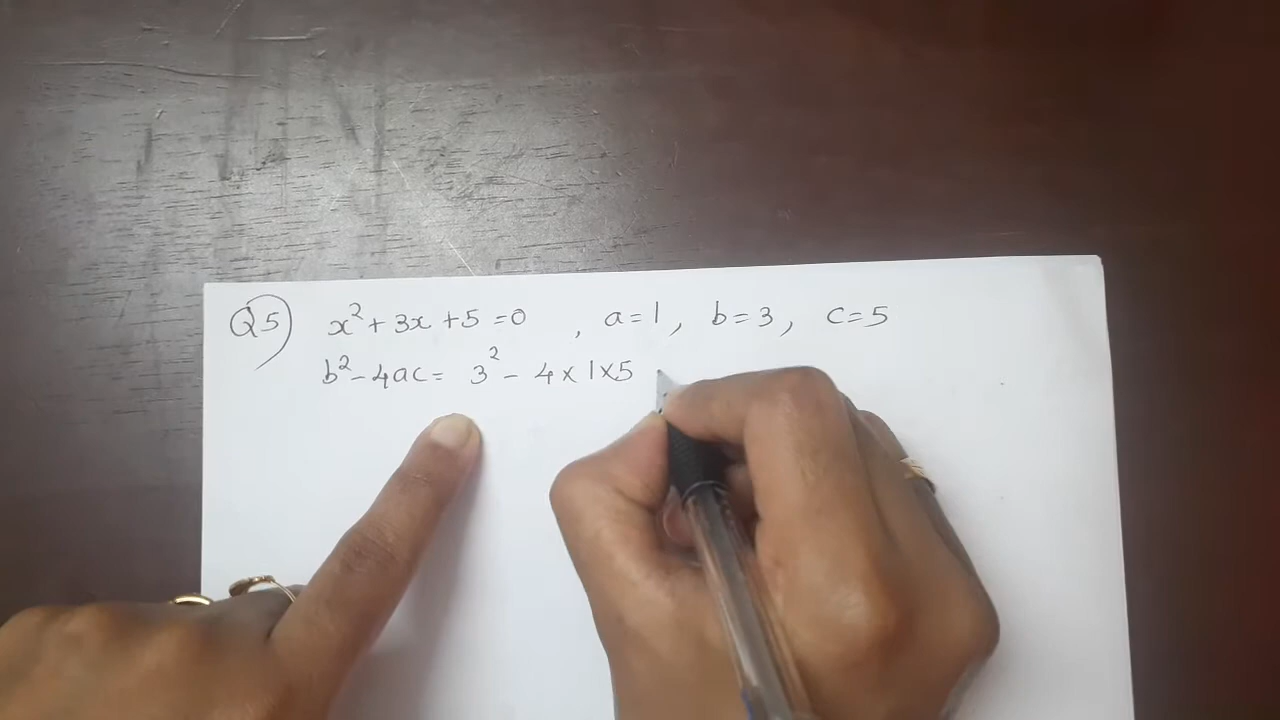 Q5) x²+3x+5=0 , a=1, b=3, c=5
b²-4ac= 3²-4×1×5